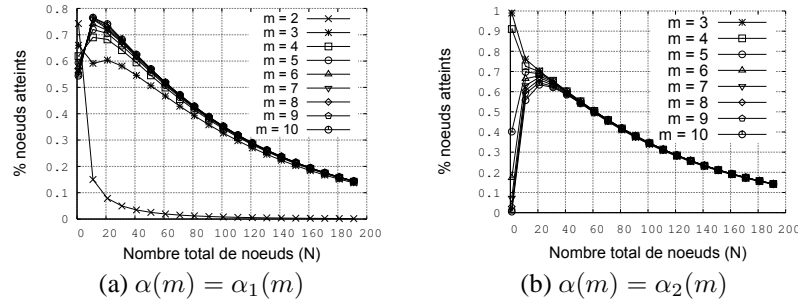 0.8
0.7
0.6
0.5
0.4
0.3
0.2
0.1
0
% noeuds atteints
m = 2
m = 3
m = 4
m = 5
m = 6
m = 7
m = 8
m = 9
m = 10
0 20 40 60 80 100 120 140 160 180 200
Nombre total de noeuds (N)
(a) α(m) = α₁(m)
1
0.9
0.8
0.7
0.6
0.5
0.4
0.3
0.2
0.1
0
% noeuds atteints
m = 3
m = 4
m = 5
m = 6
m = 7
m = 8
m = 9
m = 10
0 20 40 60 80 100 120 140 160 180 200
Nombre total de noeuds (N)
(b) α(m) = α₂(m)